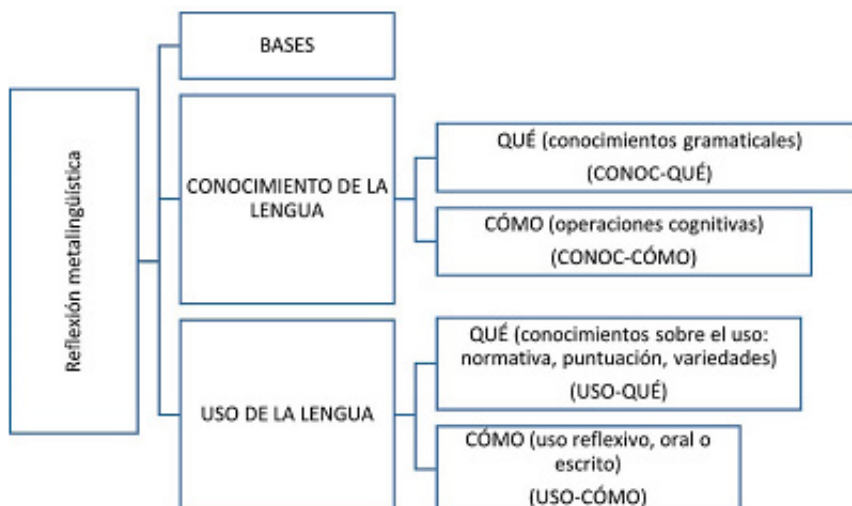 Reflexión metalingüística
BASES
CONOCIMIENTO DE LA
LENGUA
QUÉ (conocimientos gramaticales)
(CONOC-QUÉ)
CÓMO (operaciones cognitivas)
(CONOC-CÓMO)
USO DE LA LENGUA
QUÉ (conocimientos sobre el uso:
normativa, puntuación, variedades)
(USO-QUÉ)
CÓMO (uso reflexivo, oral o
escrito)
(USO-CÓMO)